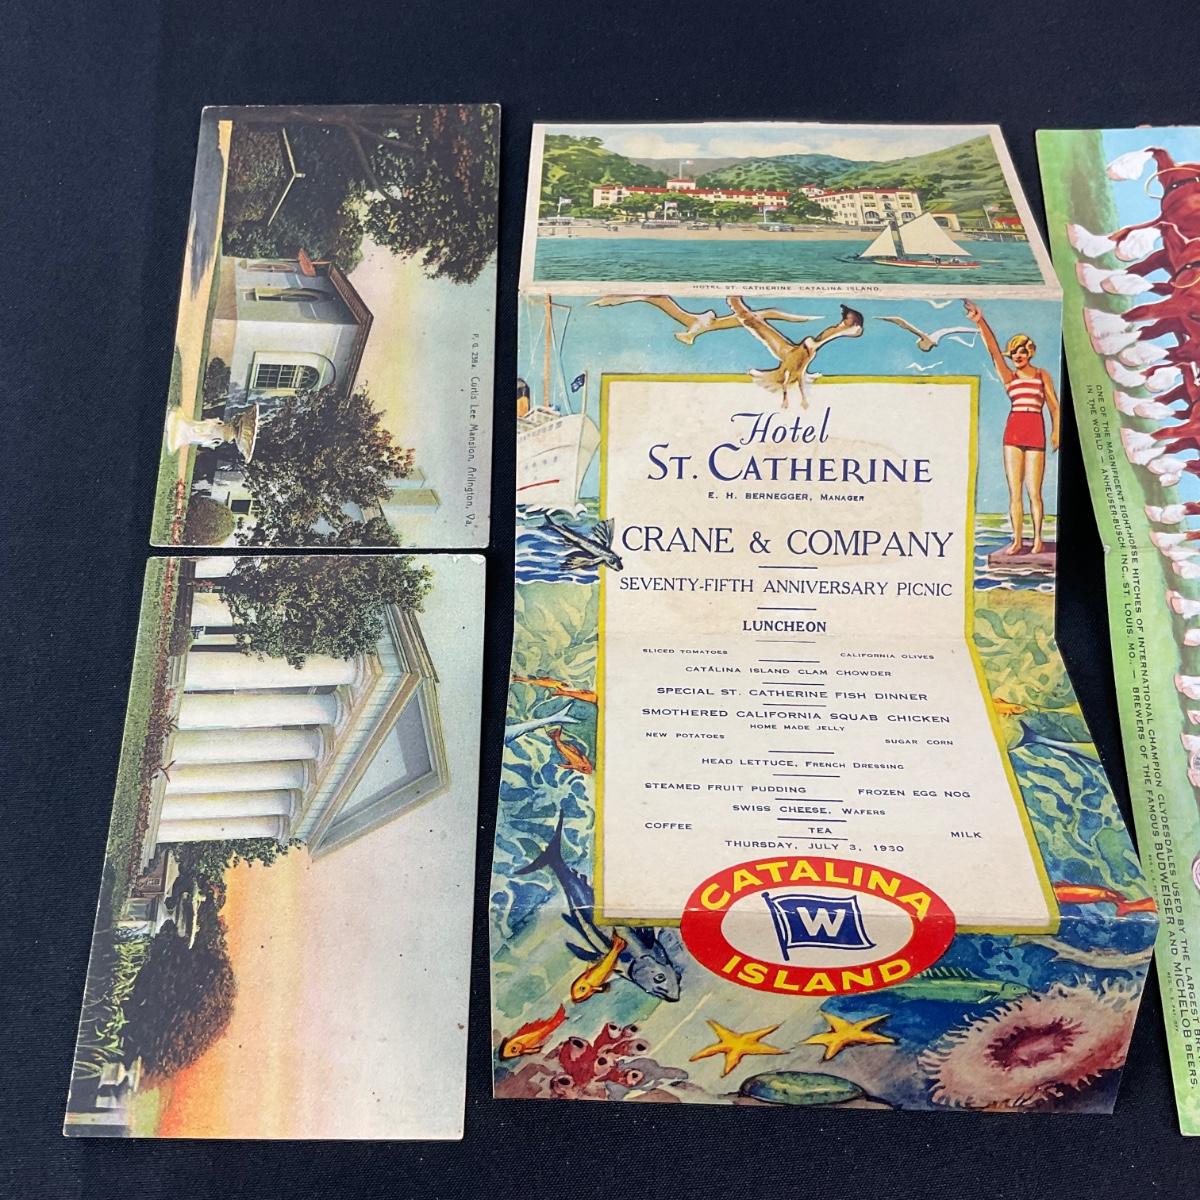 P. G. 238a. Curtis Lee Mansion, Arlington, Va.
HOTEL ST. CATHERINE. CATALINA ISLAND.
Hotel
ST. CATHERINE
E. H. BERNEGGER, MANAGER
CRANE & COMPANY
SEVENTY-FIFTH ANNIVERSARY PICNIC
LUNCHEON
SLICED TOMATOES CALIFORNIA OLIVES
CATALINA ISLAND CLAM CHOWDER
SPECIAL ST. CATHERINE FISH DINNER
SMOTHERED CALIFORNIA SQUAB CHICKEN
HOME MADE JELLY
NEW POTATOES SUGAR CORN
HEAD LETTUCE, FRENCH DRESSING
STEAMED FRUIT PUDDING FROZEN EGG NOG
SWISS CHEESE, WAFERS
COFFEE TEA MILK
THURSDAY, JULY 3, 1930
CATALINA
W
ISLAND
ONE OF THE MAGNIFICENT EIGHT-HORSE HITCHES OF INTERNATIONAL CHAMPION CLYDESDALES USED BY THE LARGEST BRE
IN THE WORLD — ANHEUSER-BUSCH, INC., ST. LOUIS, MO., — BREWERS OF THE FAMOUS BUDWEISER AND MICHELOB BEERS.